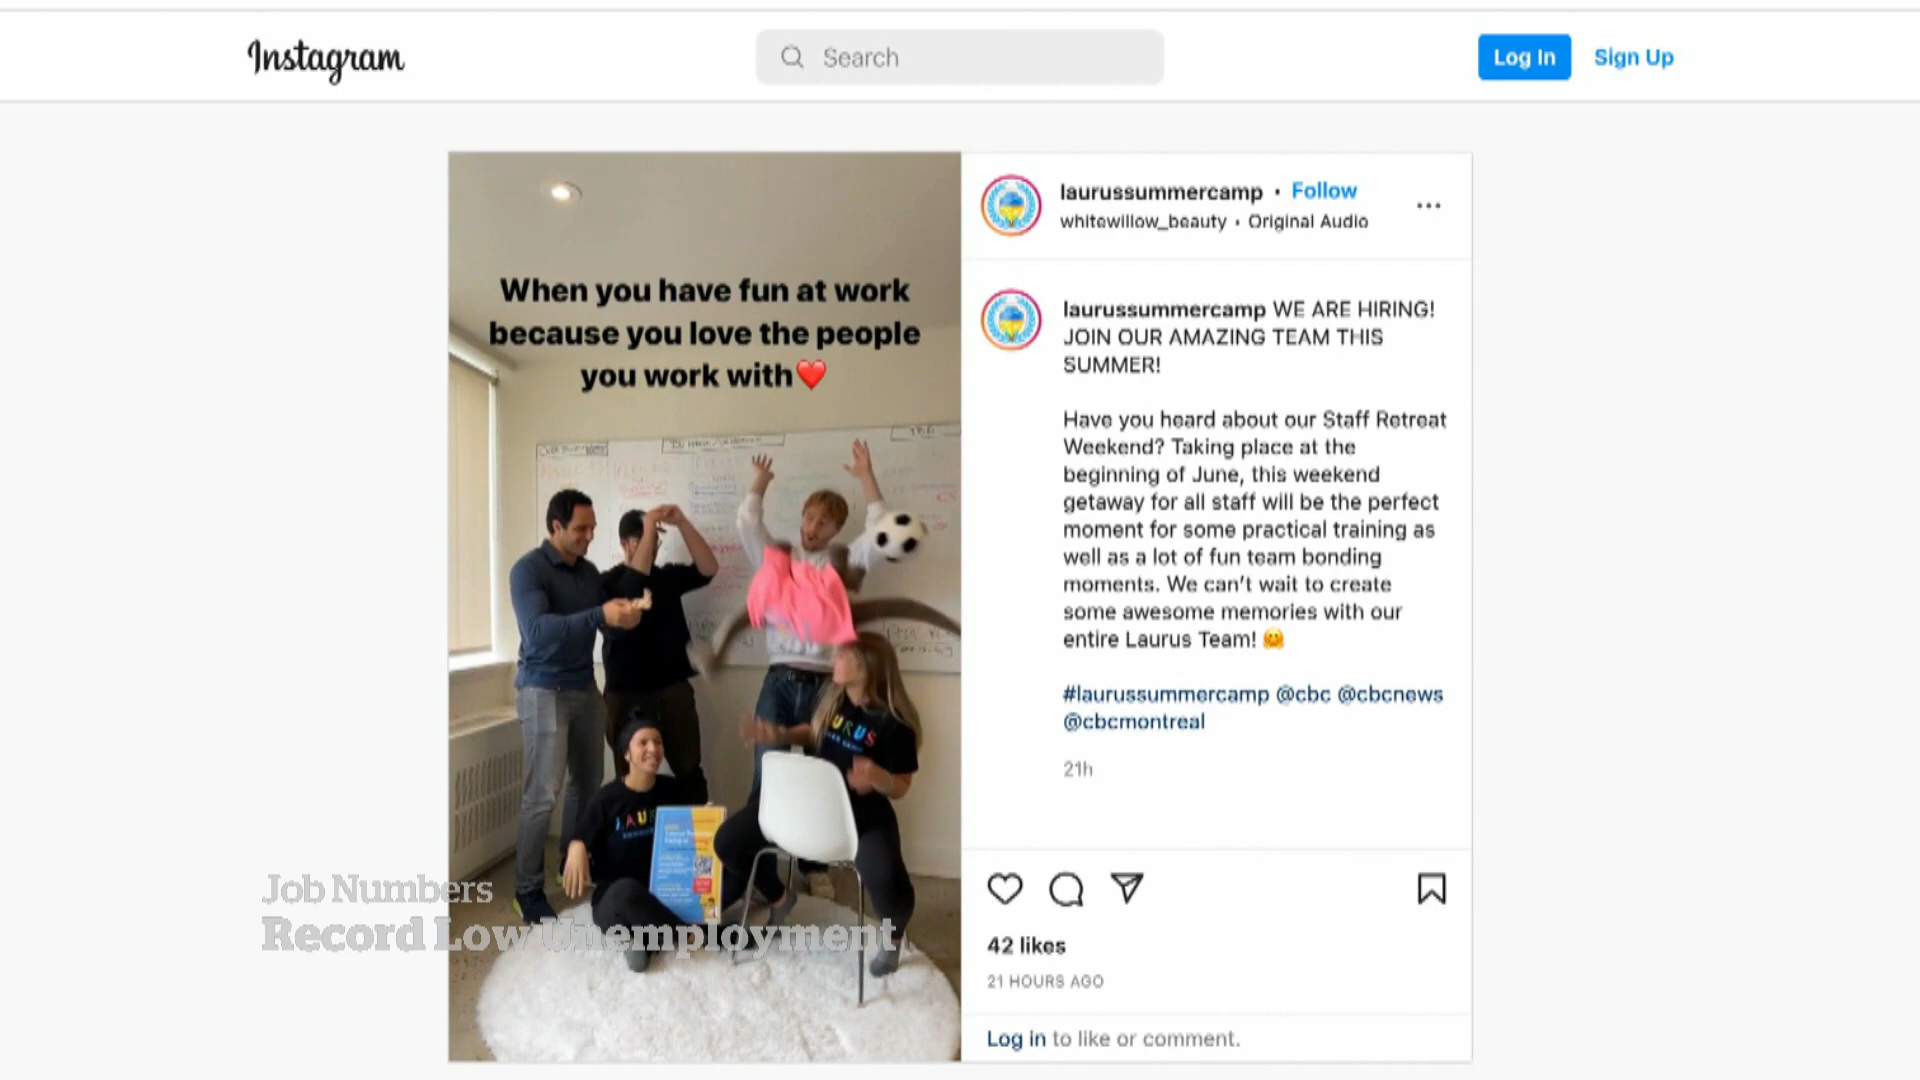 Instagram
Search
Log In
Sign Up
When you have fun at work
because you love the people
you work with❤️
laurussummercamp • Follow
whitewillow_beauty • Original Audio
laurussummercamp WE ARE HIRING!
JOIN OUR AMAZING TEAM THIS
SUMMER!
Have you heard about our Staff Retreat
Weekend? Taking place at the
beginning of June, this weekend
getaway for all staff will be the perfect
moment for some practical training as
well as a lot of fun team bonding
moments. We can't wait to create
some awesome memories with our
entire Laurus Team! 🤗
#laurussummercamp @cbc @cbcnews
@cbcmontreal
21h
42 likes
21 HOURS AGO
Log in to like or comment.
Job Numbers
Record Low Unemployment